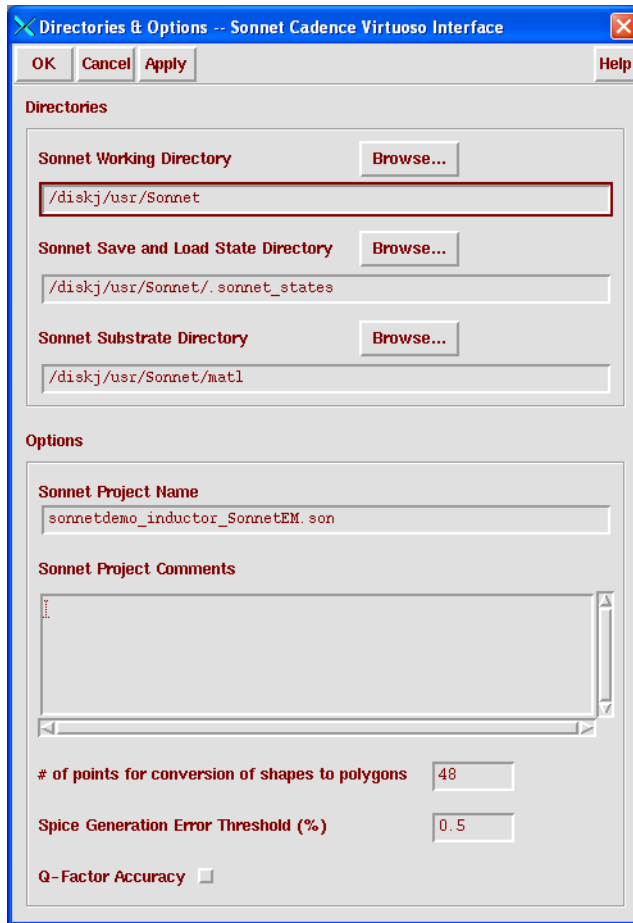 Directories & Options -- Sonnet Cadence Virtuoso Interface
OK Cancel Apply Help
Directories
Sonnet Working Directory Browse...
/diskj/usr/Sonnet
Sonnet Save and Load State Directory Browse...
/diskj/usr/Sonnet/.sonnet_states
Sonnet Substrate Directory Browse...
/diskj/usr/Sonnet/matl
Options
Sonnet Project Name
sonnetdemo_inductor_SonnetEM.son
Sonnet Project Comments
# of points for conversion of shapes to polygons 48
Spice Generation Error Threshold (%) 0.5
Q-Factor Accuracy